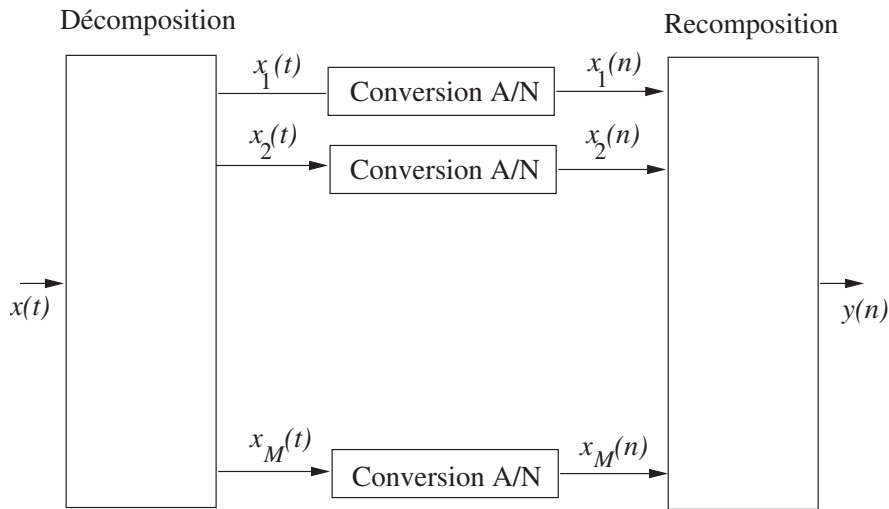 Décomposition
Recomposition
x1(t)
Conversion A/N
x1(n)
x2(t)
Conversion A/N
x2(n)
x(t)
y(n)
xM(t)
Conversion A/N
xM(n)